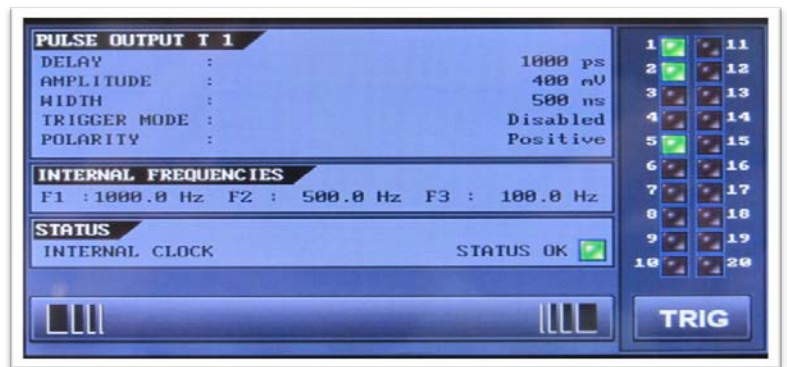 PULSE OUTPUT T 1
DELAY : 1000 ps
AMPLITUDE : 400 mV
WIDTH : 500 ns
TRIGGER MODE : Disabled
POLARITY : Positive
INTERNAL FREQUENCIES
F1 :1000.0 Hz F2 : 500.0 Hz F3 : 100.0 Hz
STATUS
INTERNAL CLOCK STATUS OK
1 11
2 12
3 13
4 14
5 15
6 16
7 17
8 18
9 19
10 20
TRIG